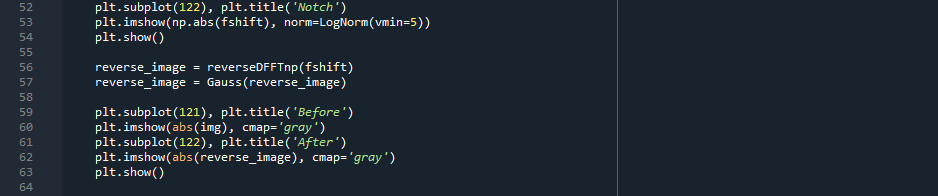 52 plt.subplot(122), plt.title('Notch')
53 plt.imshow(np.abs(fshift), norm=LogNorm(vmin=5))
54 plt.show()
55
56 reverse_image = reverseDFFTnp(fshift)
57 reverse_image = Gauss(reverse_image)
58
59 plt.subplot(121), plt.title('Before')
60 plt.imshow(abs(img), cmap='gray')
61 plt.subplot(122), plt.title('After')
62 plt.imshow(abs(reverse_image), cmap='gray')
63 plt.show()
64